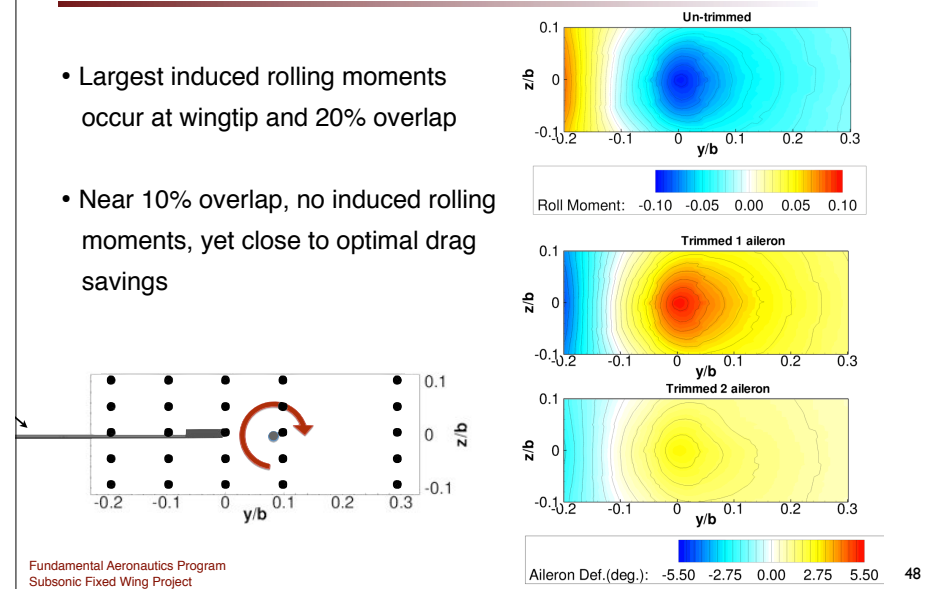 • Largest induced rolling moments
occur at wingtip and 20% overlap
• Near 10% overlap, no induced rolling
moments, yet close to optimal drag
savings
0.1
0
-0.1
z/b
-0.2 -0.1 0 0.1 0.2 0.3
y/b
Un-trimmed
0.1
z/b 0
-0.1
-0.2 -0.1 0 0.1 0.2 0.3
y/b
Roll Moment: -0.10 -0.05 0.00 0.05 0.10
Trimmed 1 aileron
0.1
z/b 0
-0.1
-0.2 -0.1 0 0.1 0.2 0.3
y/b
Trimmed 2 aileron
0.1
z/b 0
-0.1
-0.2 -0.1 0 0.1 0.2 0.3
y/b
Aileron Def.(deg.): -5.50 -2.75 0.00 2.75 5.50
Fundamental Aeronautics Program
Subsonic Fixed Wing Project
48